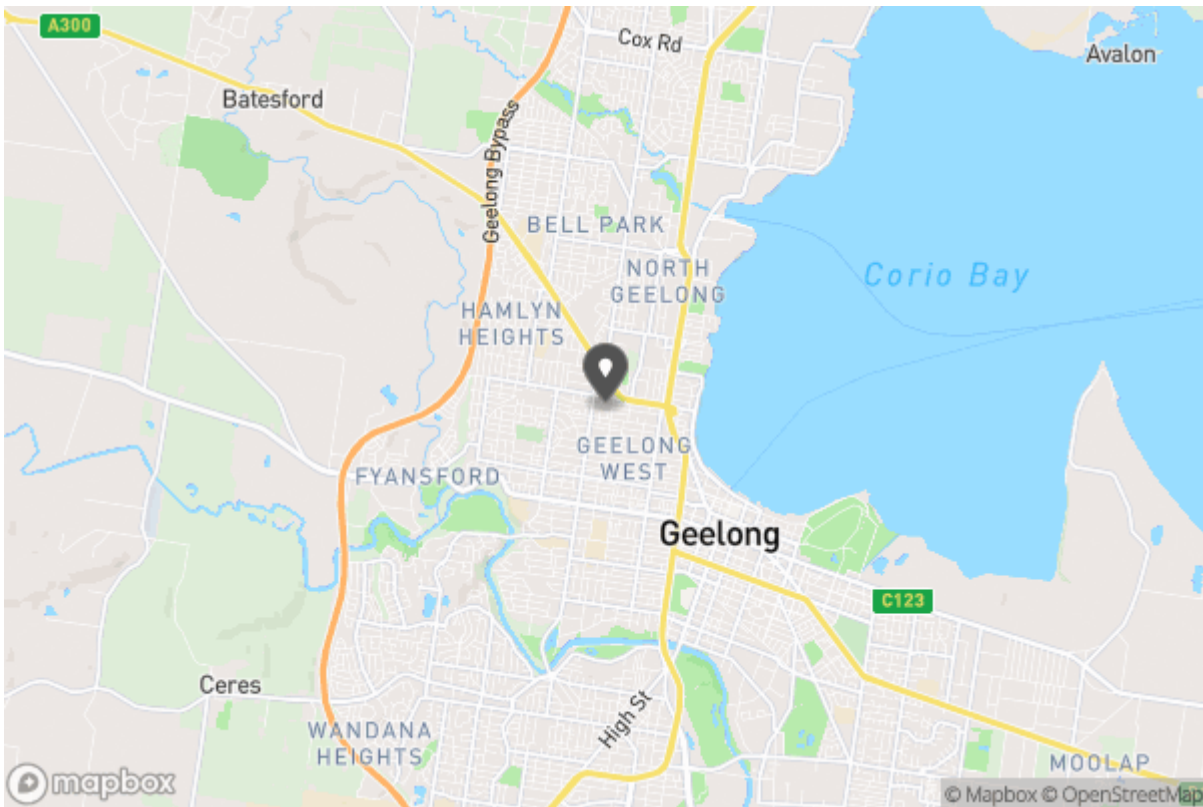 A300
Cox Rd
Avalon
Batesford
Geelong Bypass
BELL PARK
NORTH
GEELONG
Corio Bay
HAMLYN
HEIGHTS
GEELONG
WEST
FYANSFORD
Geelong
C123
Ceres
High St
WANDANA
HEIGHTS
MOOLAP
mapbox
© Mapbox © OpenStreetMap